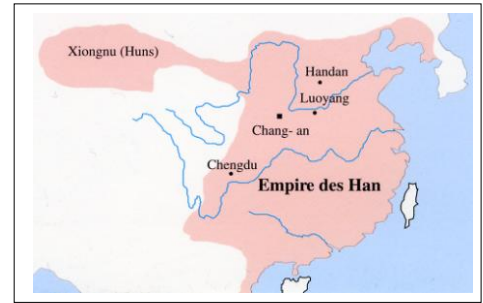 Xiongnu (Huns)
Handan
Luoyang
Chang- an
Chengdu
Empire des Han